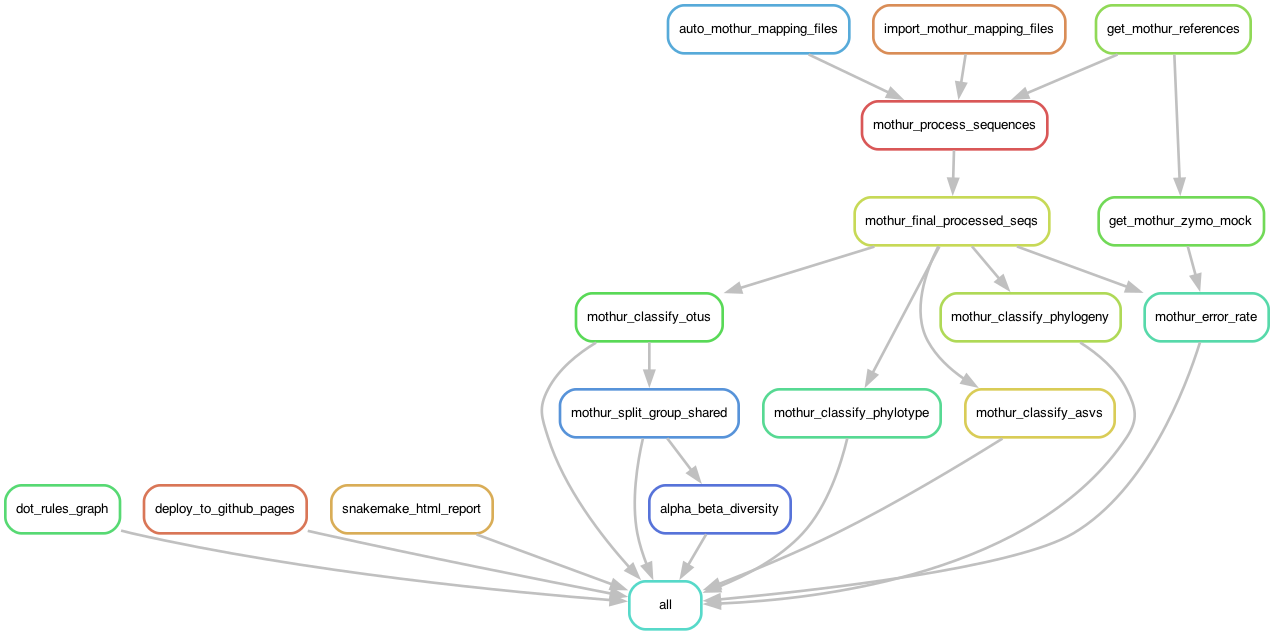 auto_mothur_mapping_files
import_mothur_mapping_files
get_mothur_references
mothur_process_sequences
mothur_final_processed_seqs
get_mothur_zymo_mock
mothur_classify_otus
mothur_classify_phylogeny
mothur_error_rate
mothur_split_group_shared
mothur_classify_phylotype
mothur_classify_asvs
dot_rules_graph
deploy_to_github_pages
snakemake_html_report
alpha_beta_diversity
all